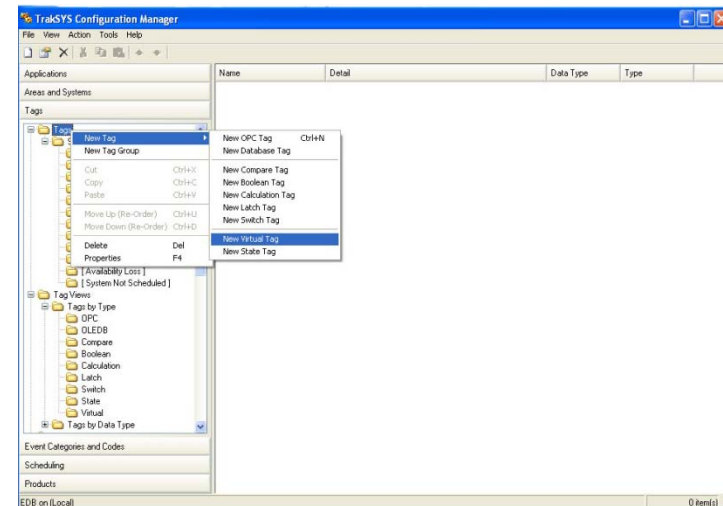 TrakSYS Configuration Manager
File View Action Tools Help
Applications
Areas and Systems
Tags
Name Detail Data Type Type
Tags
New Tag
New Tag Group
Cut Ctrl+X
Copy Ctrl+C
Paste Ctrl+V
Move Up (Re-Order) Ctrl+U
Move Down (Re-Order) Ctrl+D
Delete Del
Properties F4
New OPC Tag Ctrl+N
New Database Tag
New Compare Tag
New Boolean Tag
New Calculation Tag
New Latch Tag
New Switch Tag
New Virtual Tag
New State Tag
[ Availability Loss ]
[ System Not Scheduled ]
Tag Views
Tags by Type
OPC
OLEDB
Compare
Boolean
Calculation
Latch
Switch
State
Virtual
Tags by Data Type
Event Categories and Codes
Scheduling
Products
EDB on (Local)
0 item(s)